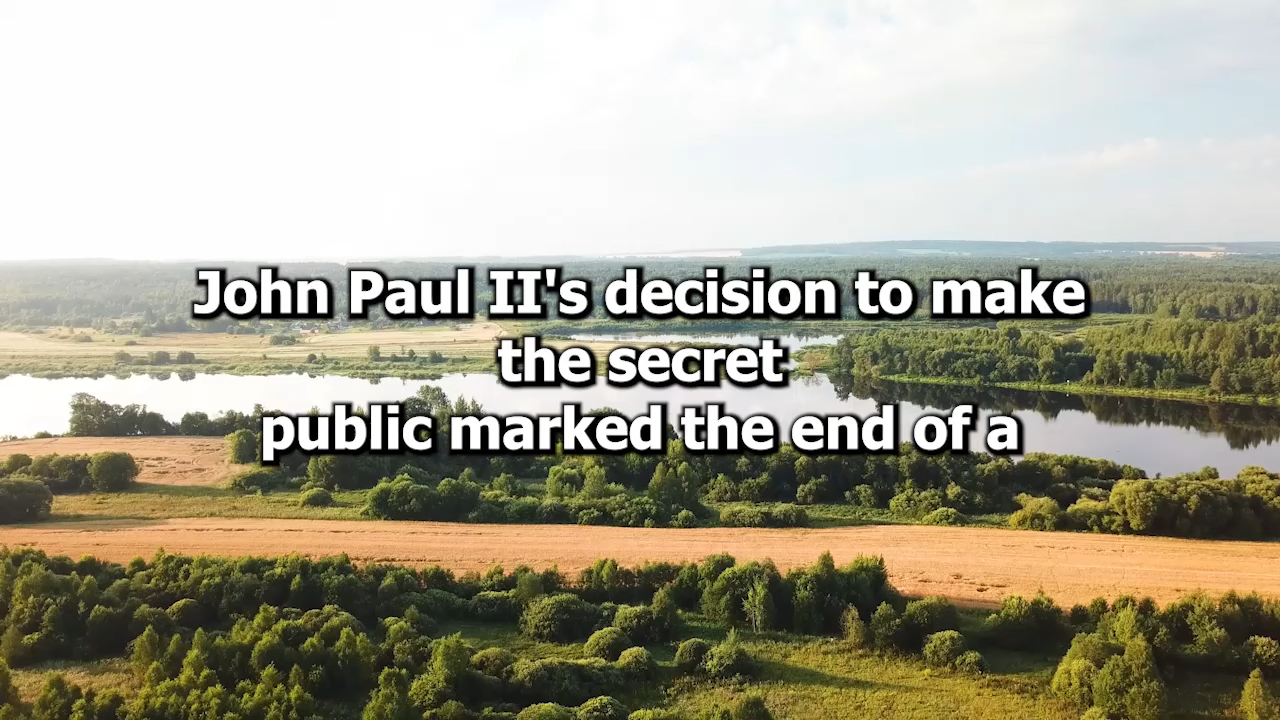 John Paul II's decision to make
the secret
public marked the end of a